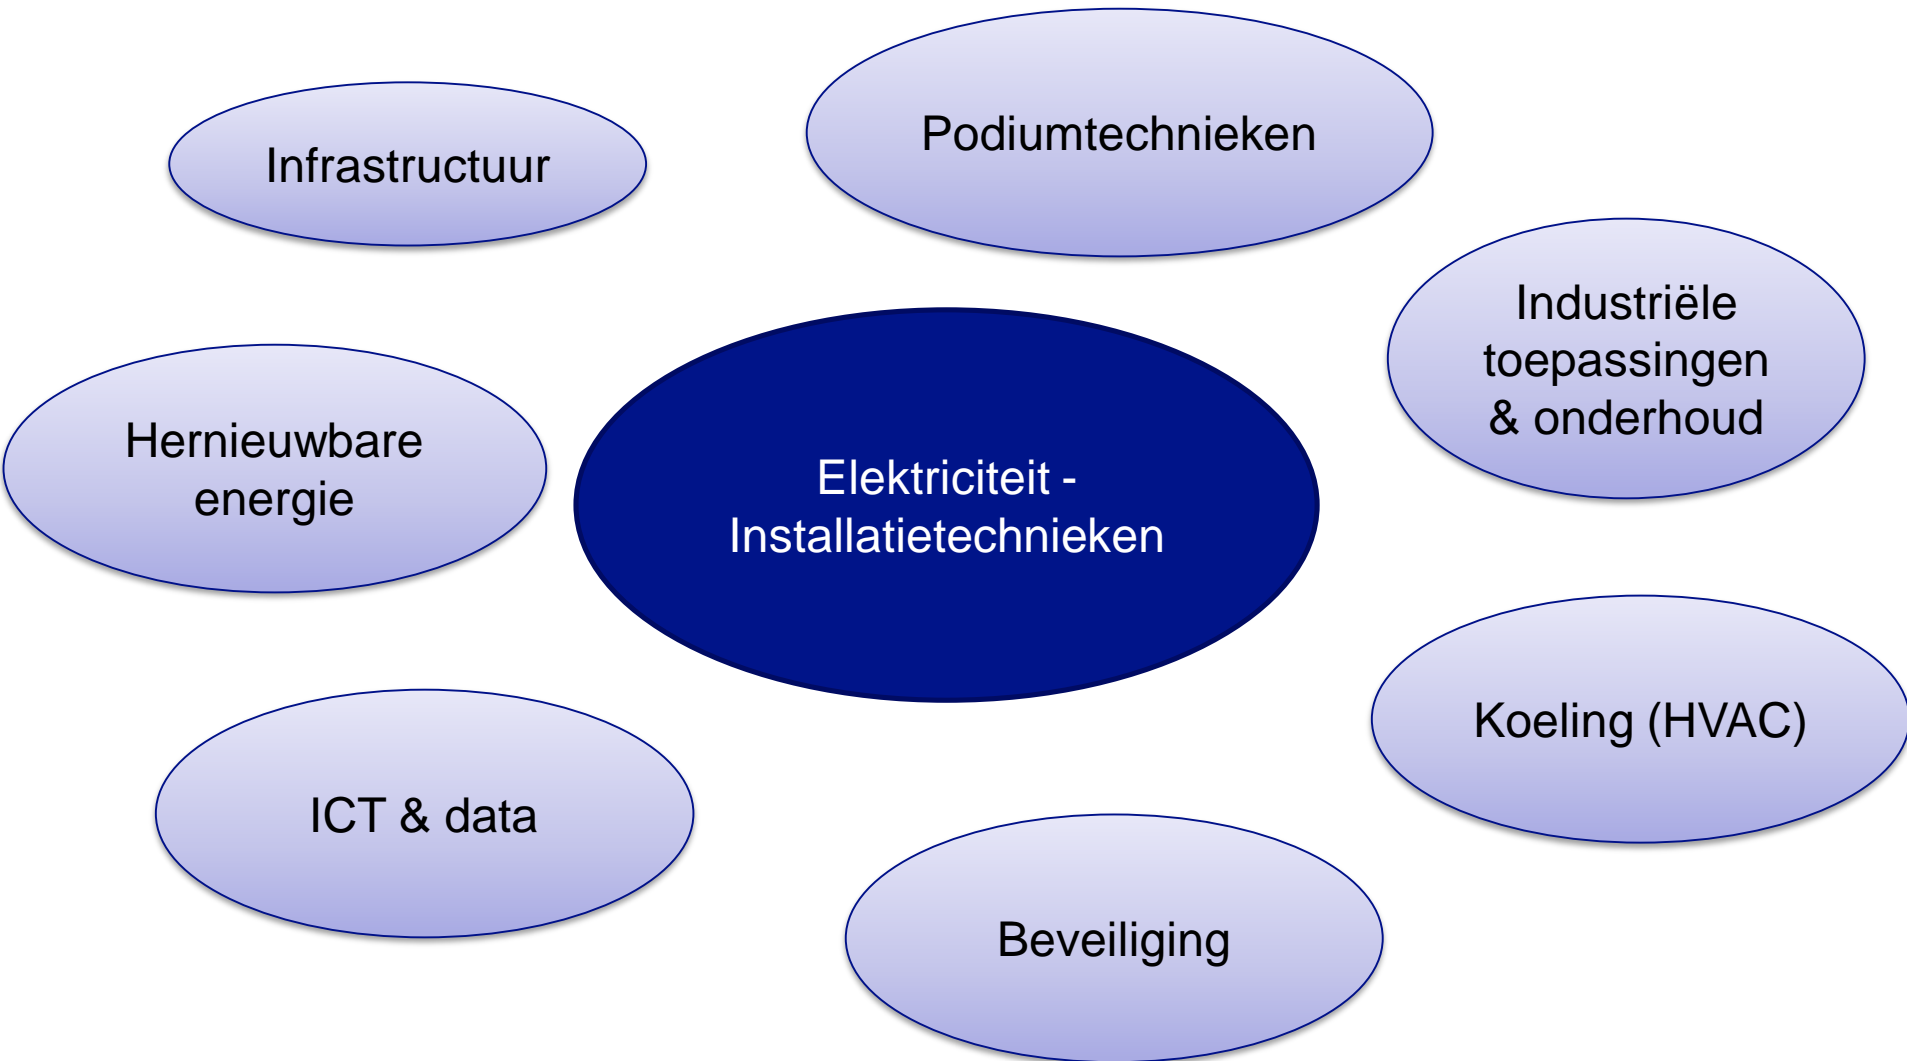 Infrastructuur
Podiumtechnieken
Industriële
toepassingen
& onderhoud
Hernieuwbare
energie
Elektriciteit -
Installatietechnieken
Koeling (HVAC)
ICT & data
Beveiliging